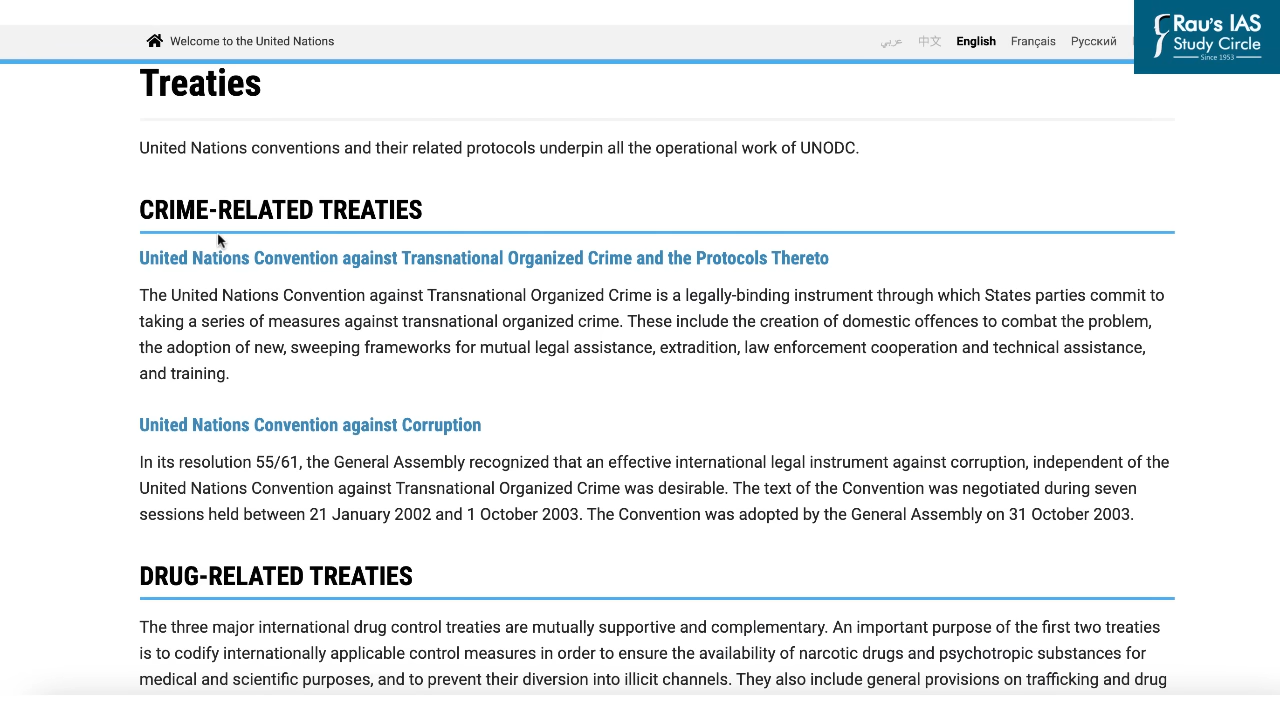 Welcome to the United Nations
عربي 中文 English Français Русский
Rau's IAS
Study Circle
Since 1953
Treaties
United Nations conventions and their related protocols underpin all the operational work of UNODC.
CRIME-RELATED TREATIES
United Nations Convention against Transnational Organized Crime and the Protocols Thereto
The United Nations Convention against Transnational Organized Crime is a legally-binding instrument through which States parties commit to
taking a series of measures against transnational organized crime. These include the creation of domestic offences to combat the problem,
the adoption of new, sweeping frameworks for mutual legal assistance, extradition, law enforcement cooperation and technical assistance,
and training.
United Nations Convention against Corruption
In its resolution 55/61, the General Assembly recognized that an effective international legal instrument against corruption, independent of the
United Nations Convention against Transnational Organized Crime was desirable. The text of the Convention was negotiated during seven
sessions held between 21 January 2002 and 1 October 2003. The Convention was adopted by the General Assembly on 31 October 2003.
DRUG-RELATED TREATIES
The three major international drug control treaties are mutually supportive and complementary. An important purpose of the first two treaties
is to codify internationally applicable control measures in order to ensure the availability of narcotic drugs and psychotropic substances for
medical and scientific purposes, and to prevent their diversion into illicit channels. They also include general provisions on trafficking and drug